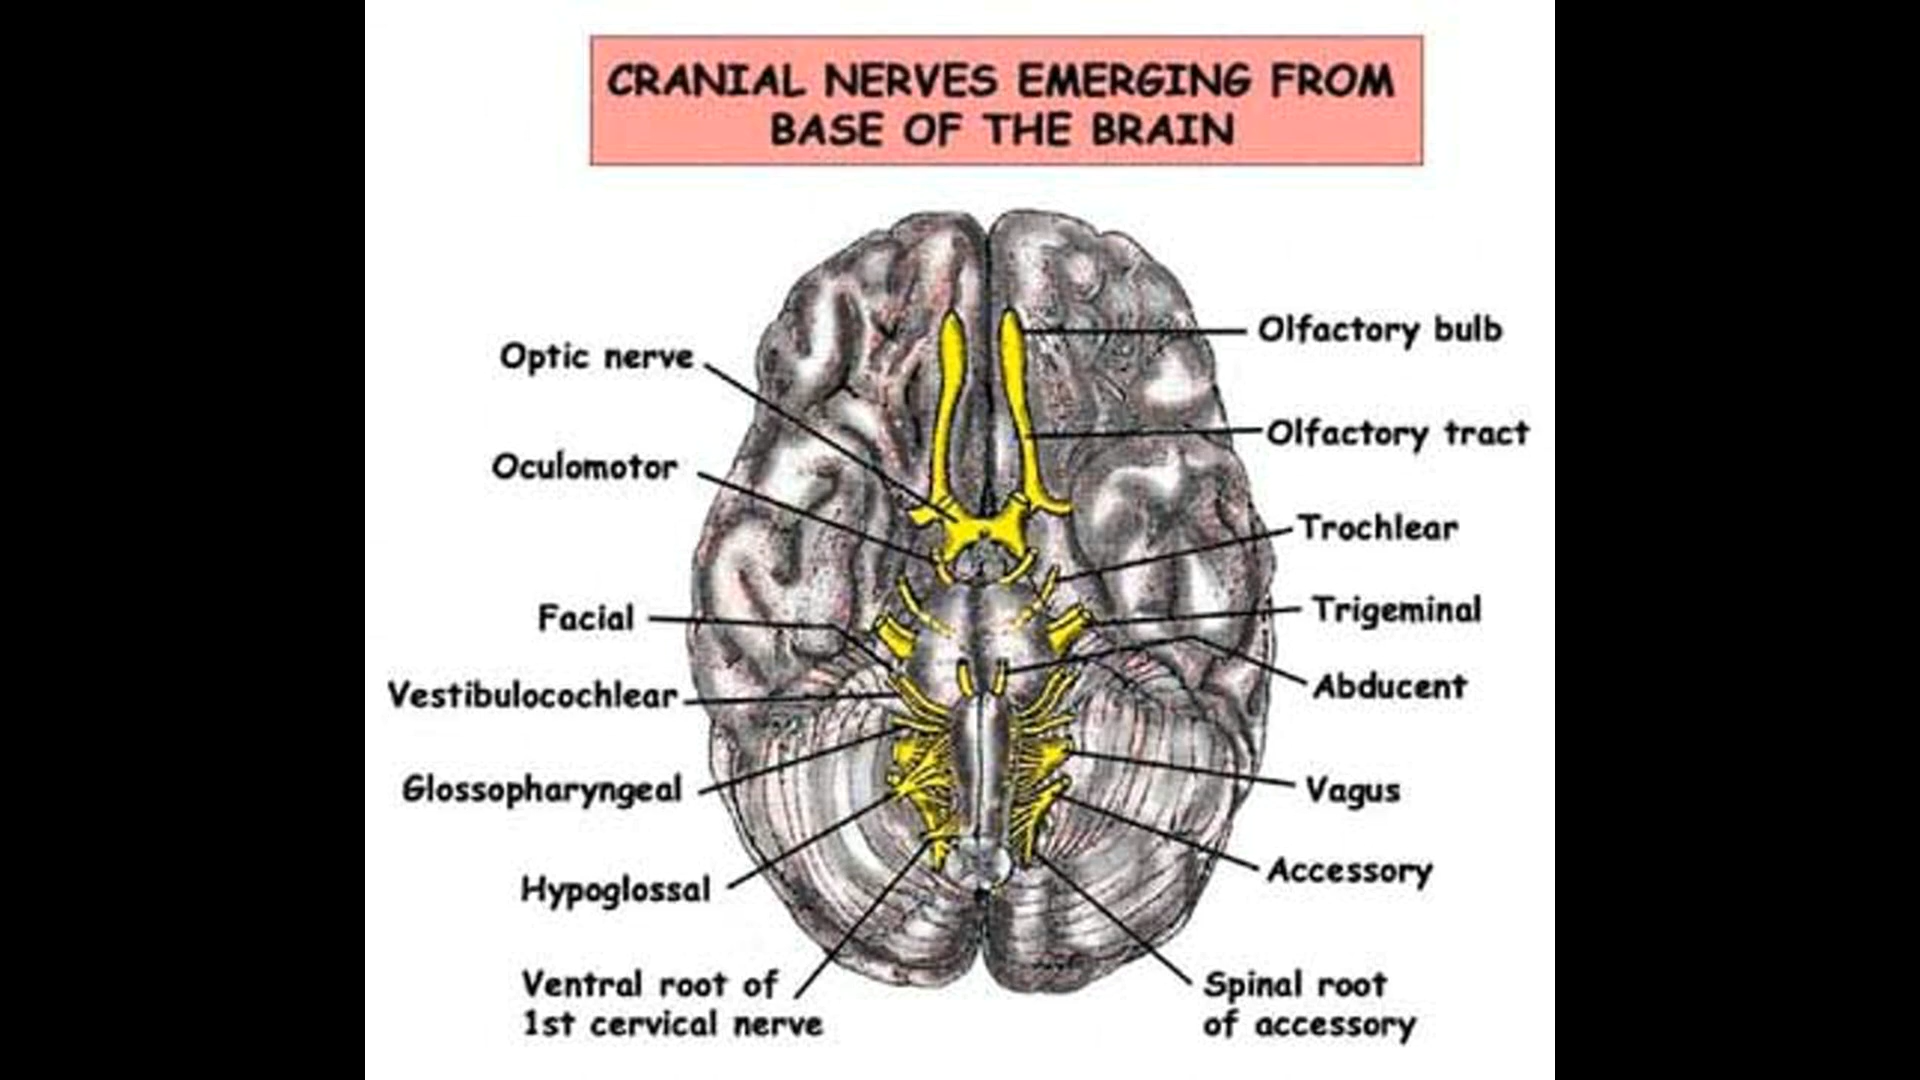 CRANIAL NERVES EMERGING FROM
BASE OF THE BRAIN
Optic nerve
Oculomotor
Facial
Vestibulocochlear
Glossopharyngeal
Hypoglossal
Ventral root of
1st cervical nerve
Olfactory bulb
Olfactory tract
Trochlear
Trigeminal
Abducent
Vagus
Accessory
Spinal root
of accessory